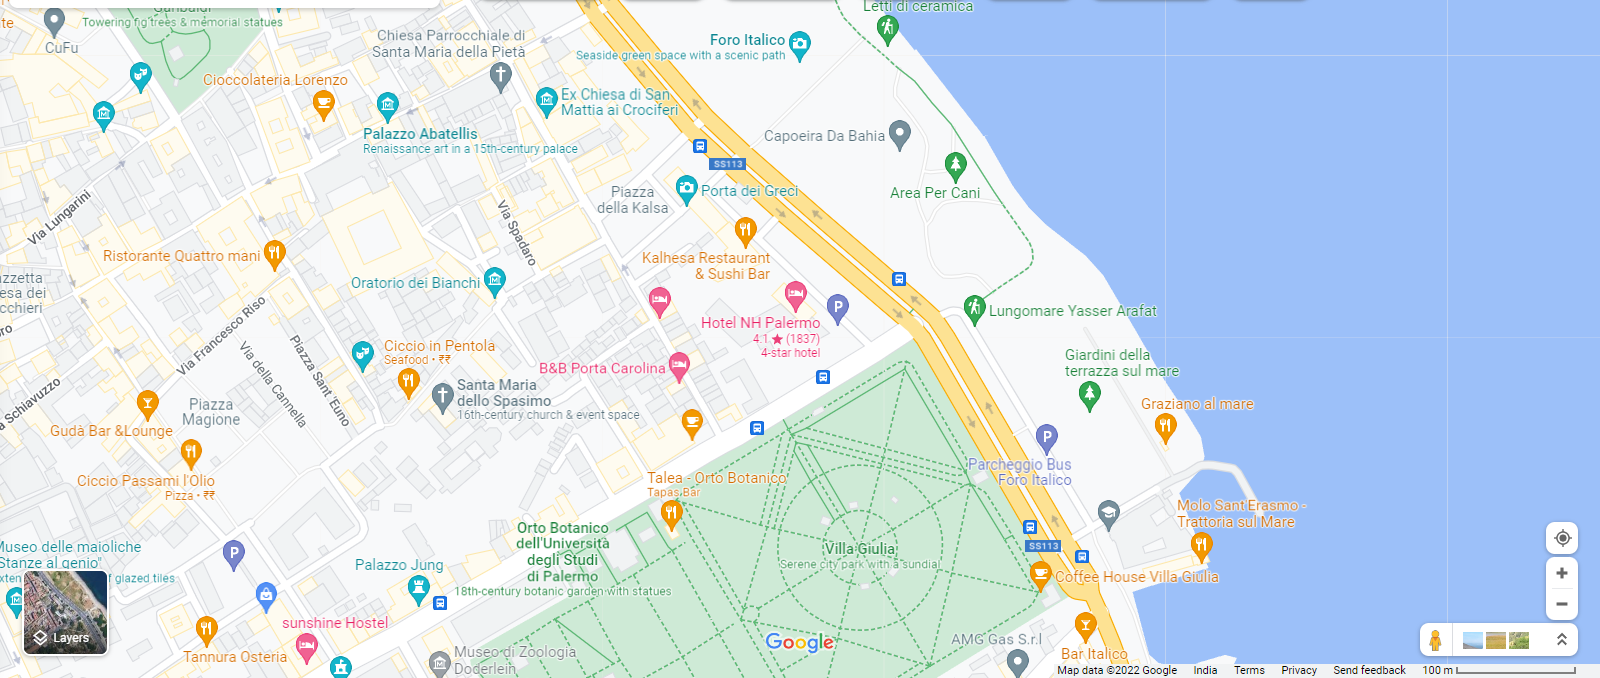 Garibaldi
Towering fig trees & memorial statues
CuFu
Cioccolateria Lorenzo
Chiesa Parrocchiale di
Santa Maria della Pietà
Foro Italico
Seaside green space with a scenic path
Letti di ceramica
Ex Chiesa di San
Mattia ai Crociferi
Palazzo Abatellis
Renaissance art in a 15th-century palace
SS113
Capoeira Da Bahia
Area Per Cani
Piazza
della Kalsa
Porta dei Greci
Via Lungarini
Via Spadaro
Ristorante Quattro mani
Kalhesa Restaurant
& Sushi Bar
Oratorio dei Bianchi
zzetta
esa dei
cchieri
oro
Via Francesco Riso
Via della Cannella
Piazza Sant'Euno
Hotel NH Palermo
4.1 ★ (1837)
4-star hotel
P
Lungomare Yasser Arafat
Ciccio in Pentola
Seafood • ₹₹
B&B Porta Carolina
Giardini della
terrazza sul mare
Santa Maria
dello Spasimo
16th-century church & event space
a Schiavuzzo
Piazza
Magione
Gudà Bar &Lounge
Graziano al mare
P
Parcheggio Bus
Foro Italico
Ciccio Passami l'Olio
Pizza • ₹₹
Talea - Orto Botanico
Tapas Bar
Orto Botanico
dell'Università
degli Studi
di Palermo
18th-century botanic garden with statues
Villa Giulia
Serene city park with a sundial
Molo Sant'Erasmo -
Trattoria sul Mare
SS113
Museo delle maioliche
"Stanze al genio"
exten
f glazed tiles
P
Palazzo Jung
Coffee House Villa Giulia
Layers
sunshine Hostel
Tannura Osteria
Museo di Zoologia
Doderlein
Google
AMG Gas S.r.l
Bar Italico
Map data ©2022 Google
India
Terms
Privacy
Send feedback
100 m